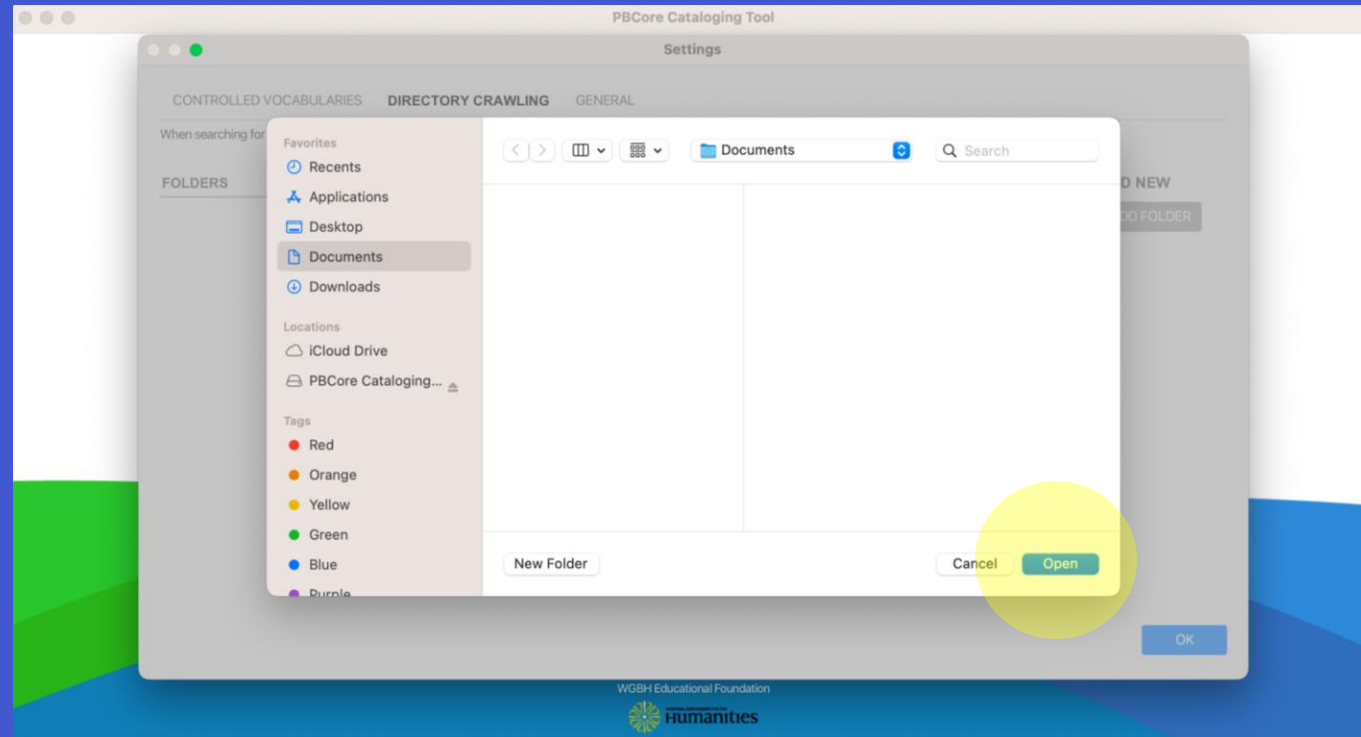 PBCore Cataloging Tool
Settings
CONTROLLED VOCABULARIES DIRECTORY CRAWLING GENERAL
When searching for
FOLDERS
D NEW
DD FOLDER
Favorites
Recents
Applications
Desktop
Documents
Downloads
Locations
iCloud Drive
PBCore Cataloging...
Tags
Red
Orange
Yellow
Green
Blue
Purple
Documents
Search
New Folder
Cancel Open
OK
WGBH Educational Foundation
Humanities